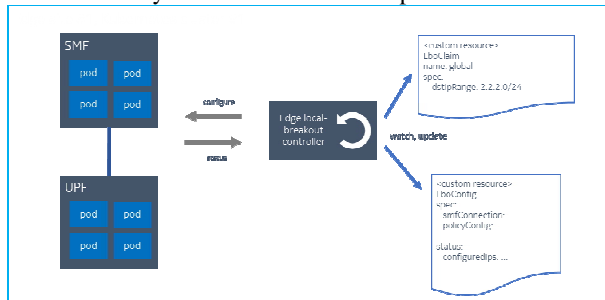 SMF
pod pod
pod pod
UPF
pod pod
pod pod
configure
status
Edge local-
breakout
controller
watch, update
<custom resource>
LboClaim
name: global
spec:
dstIpRange: 2.2.2.0/24
<custom resource>
LboConfig
spec:
smfConnection:
policyConfig:
status:
configuredIps: ...